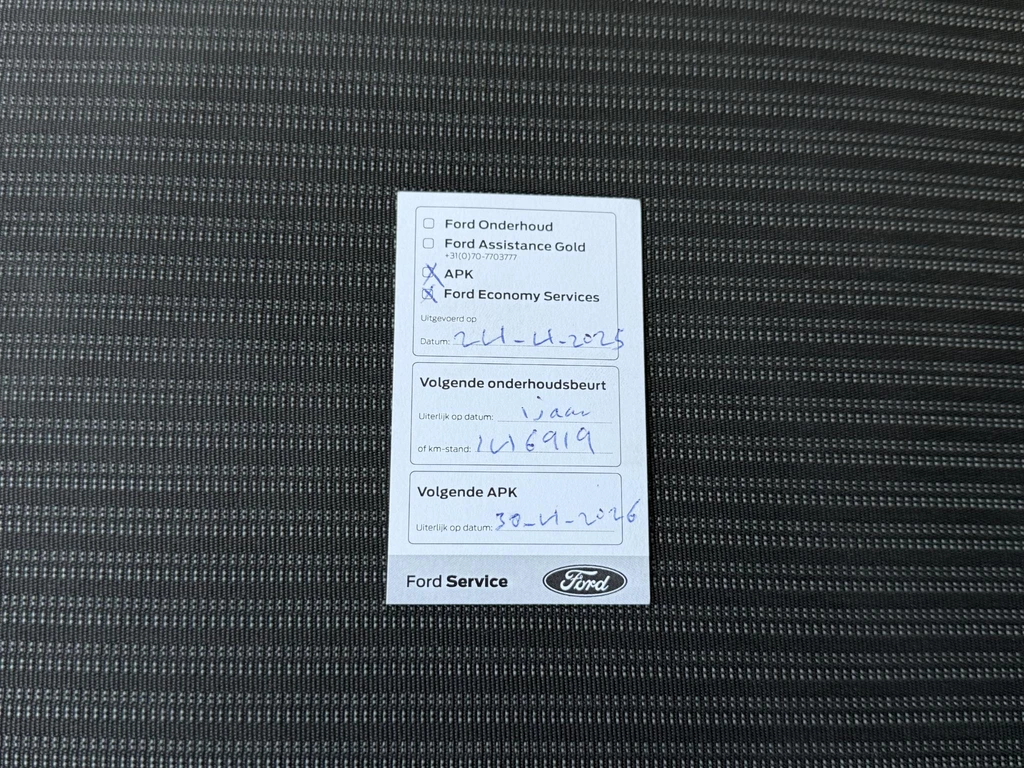 Ford Onderhoud
Ford Assistance Gold
+31(0)70-7703777
APK
Ford Economy Services
Uitgevoerd op
Datum: 24-4-2025
Volgende onderhoudsbeurt
Uiterlijk op datum: 1 jaar
of km-stand: 146919
Volgende APK
Uiterlijk op datum: 30-4-2026
Ford Service
Ford